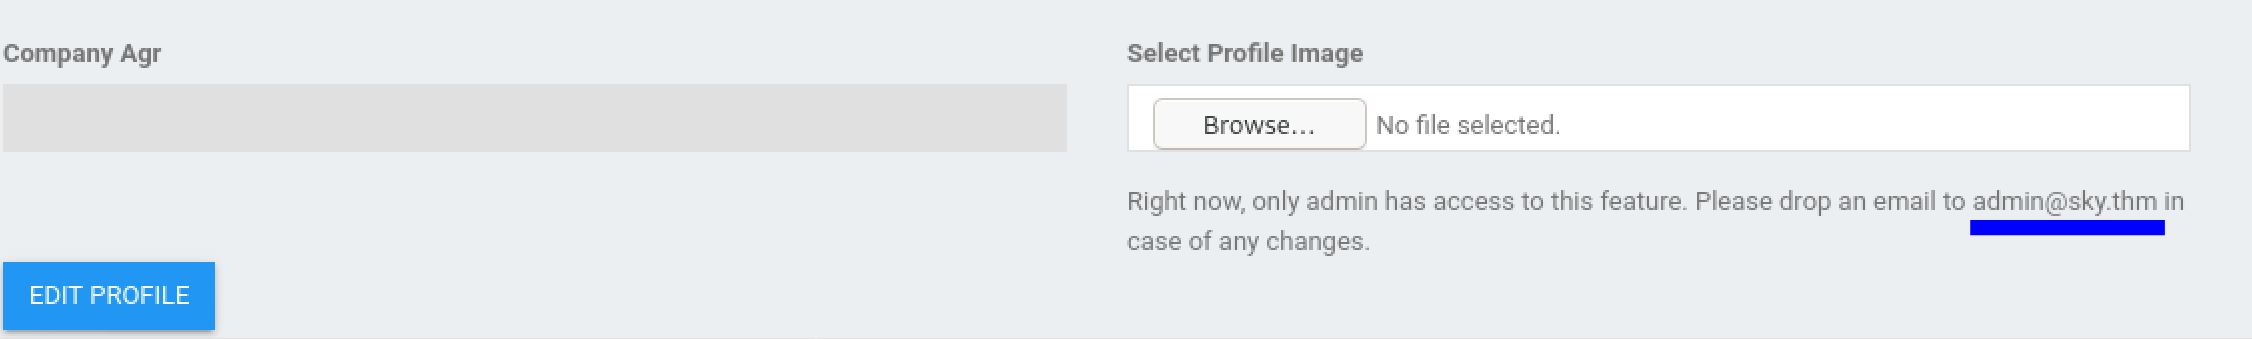 Company Agr
Select Profile Image
Browse... No file selected.
Right now, only admin has access to this feature. Please drop an email to admin@sky.thm in
case of any changes.
EDIT PROFILE